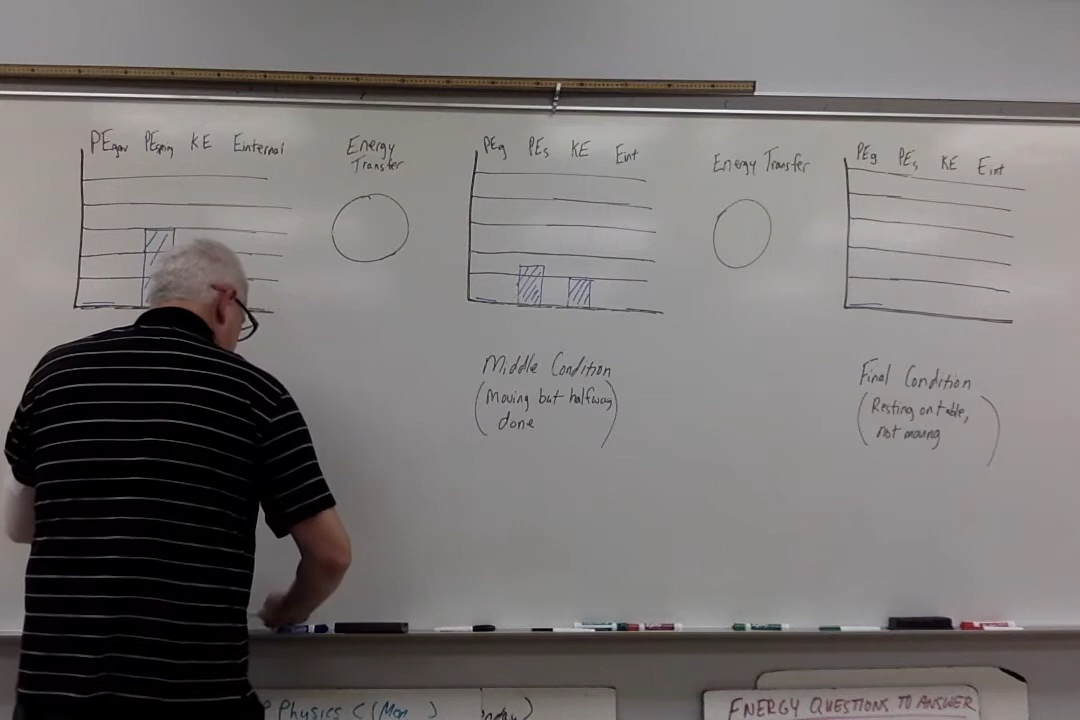 PEgrav PEspring KE Einternal
Energy
Transfer
PEg PEs KE Eint
Energy Transfer
PEg PEs KE Eint
Middle Condition
(Moving but halfway
done)
Final Condition
(Resting on table,
not moving)
Physics C (Mon )
ENERGY QUESTIONS TO ANSWER